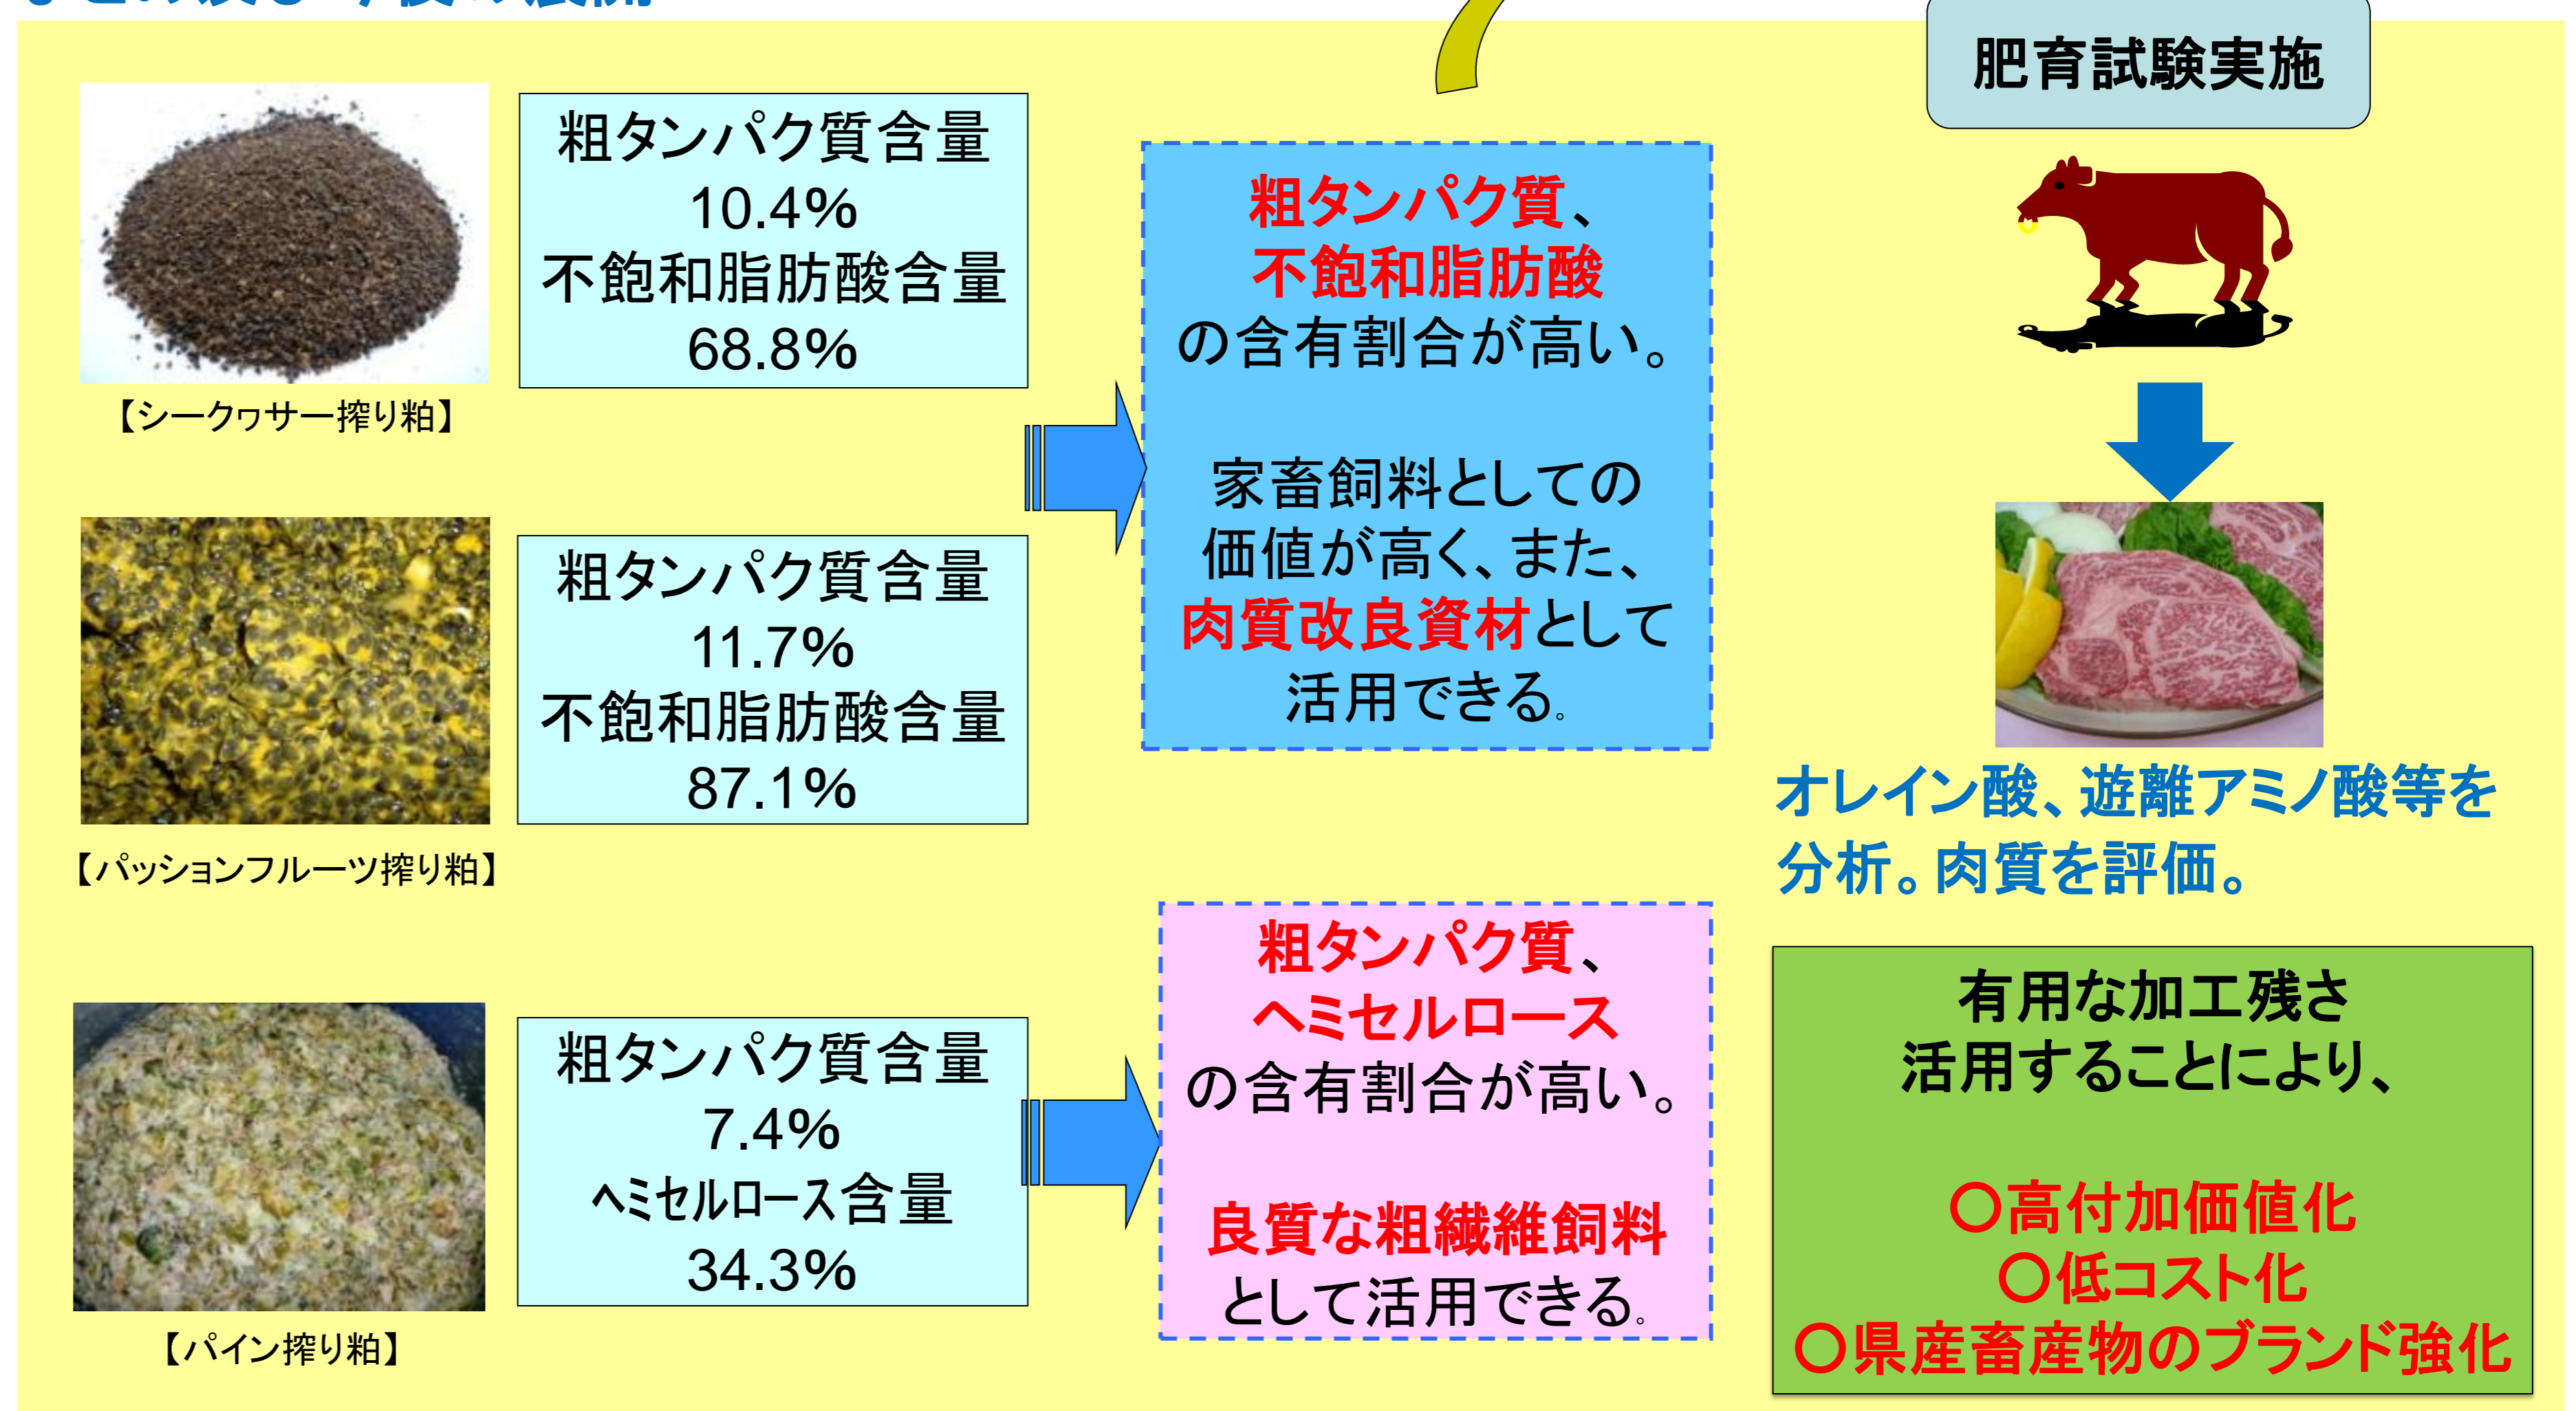 肥育試験実施
粗タンパク質含量
10.4%
不飽和脂肪酸含量
68.8%
【シークヮサー搾り粕】
粗タンパク質含量
11.7%
不飽和脂肪酸含量
87.1%
【パッションフルーツ搾り粕】
粗タンパク質含量
7.4%
ヘミセルロース含量
34.3%
【パイン搾り粕】
粗タンパク質、
不飽和脂肪酸
の含有割合が高い。
家畜飼料としての
価値が高く、また、
肉質改良資材として
活用できる。
粗タンパク質、
ヘミセルロース
の含有割合が高い。
良質な粗繊維飼料
として活用できる。
オレイン酸、遊離アミノ酸等を
分析。肉質を評価。
有用な加工残さ
活用することにより、
〇高付加価値化
〇低コスト化
〇県産畜産物のブランド強化